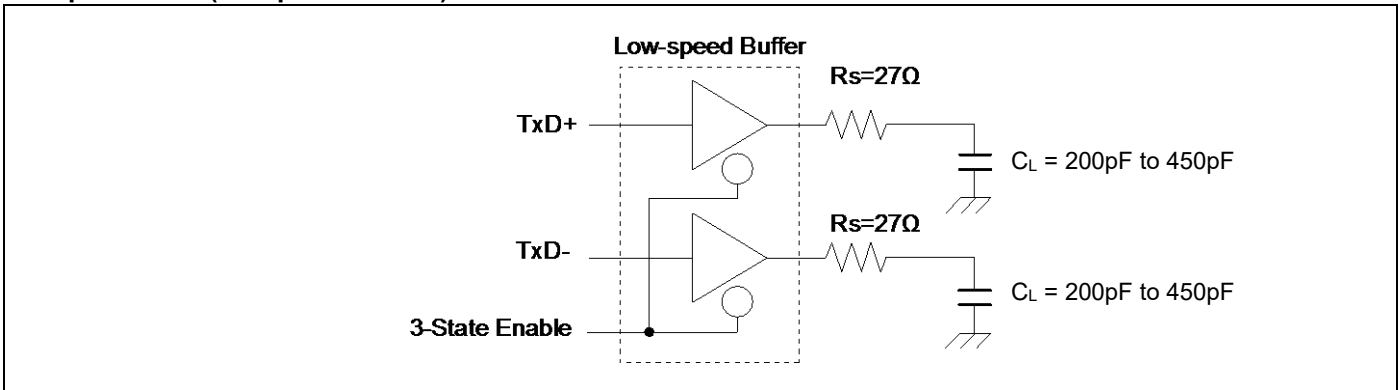 Low-speed Buffer
Rs=27Ω
TxD+
CL = 200pF to 450pF
Rs=27Ω
TxD-
CL = 200pF to 450pF
3-State Enable